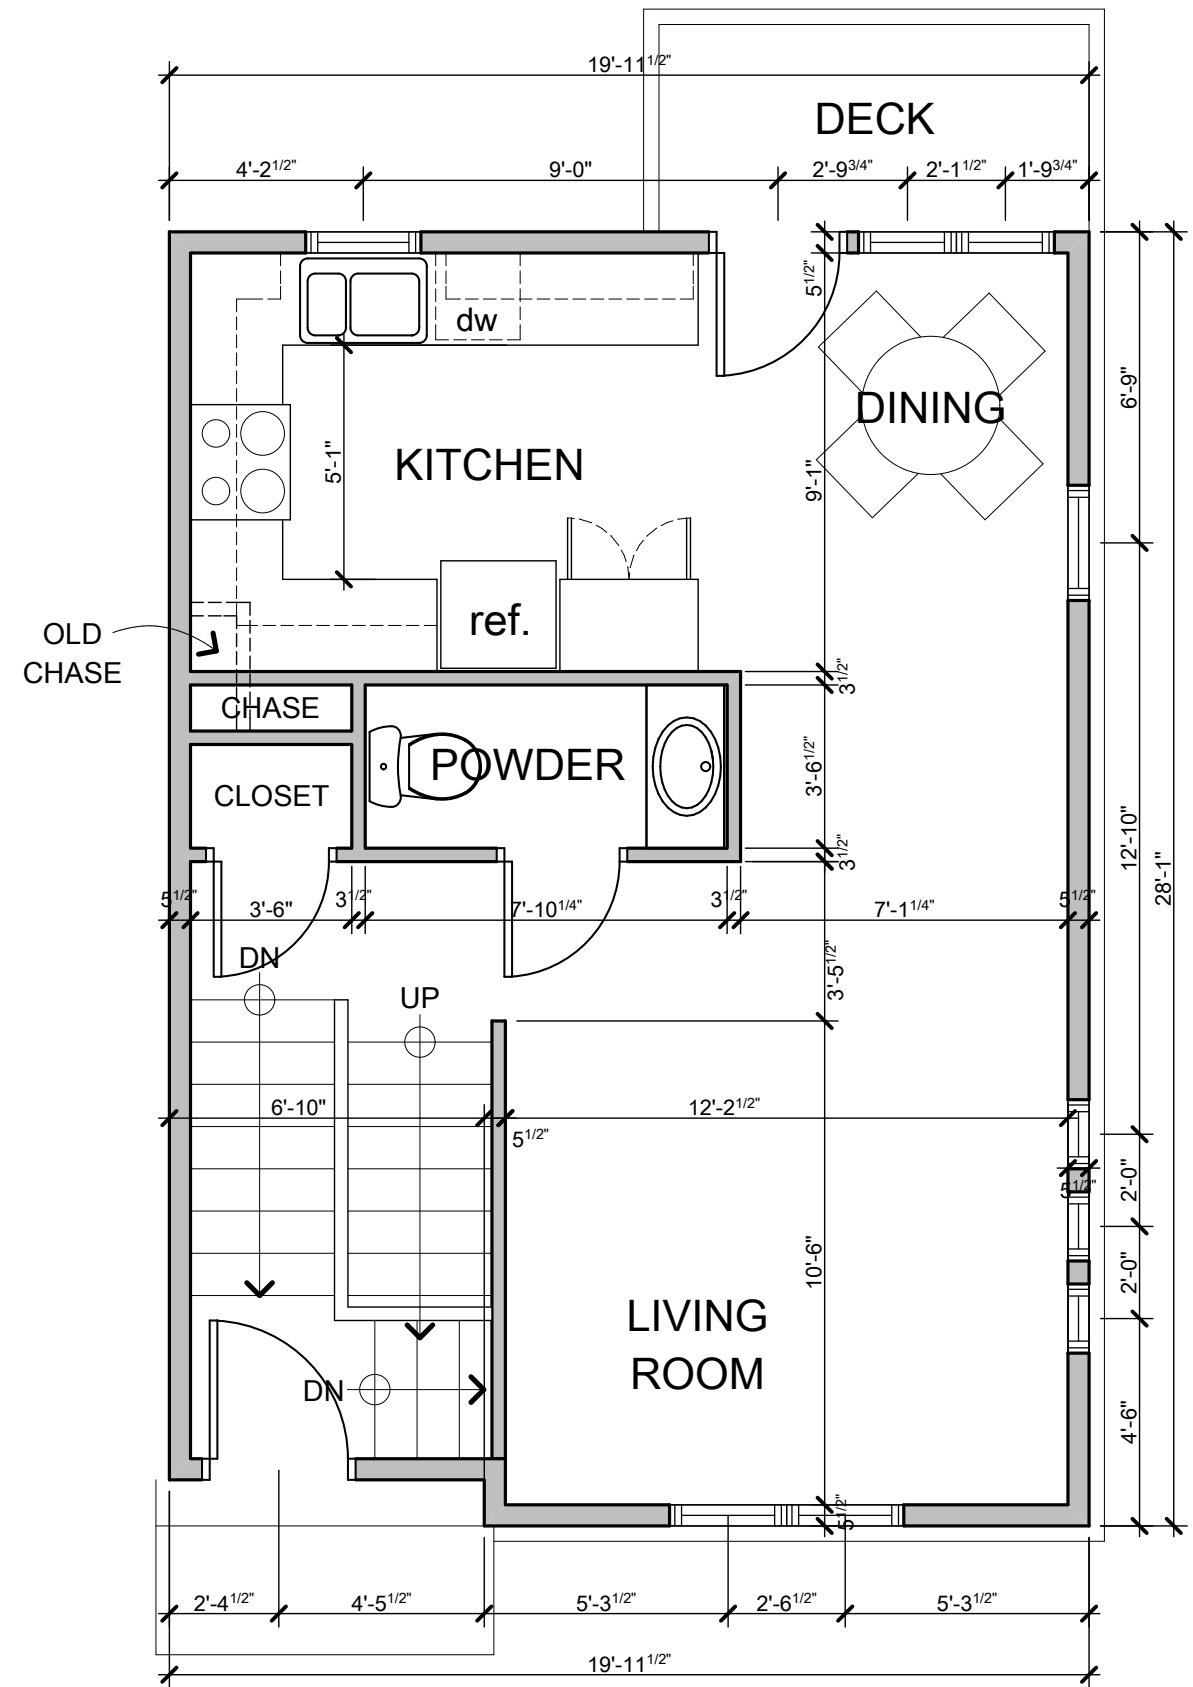 19'-11 1/2"
DECK
4'-2 1/2"
9'-0"
2'-9 3/4"
2'-1 1/2"
1'-9 3/4"
5 1/2"
dw
6'-9"
DINING
KITCHEN
5'-1"
9'-1"
ref.
OLD
CHASE
3 1/2"
CHASE
POWDER
3'-6 1/2"
CLOSET
3 1/2"
12'-10"
28'-1"
5 1/2"
3'-6"
3 1/2"
7'-10 1/4"
3 1/2"
7'-1 1/4"
5 1/2"
DN
3'-5 1/2"
UP
6'-10"
5 1/2"
12'-2 1/2"
2'-0"
5 1/2"
10'-6"
2'-0"
LIVING
ROOM
DN
4'-6"
5 1/2"
2'-4 1/2"
4'-5 1/2"
5'-3 1/2"
2'-6 1/2"
5'-3 1/2"
19'-11 1/2"